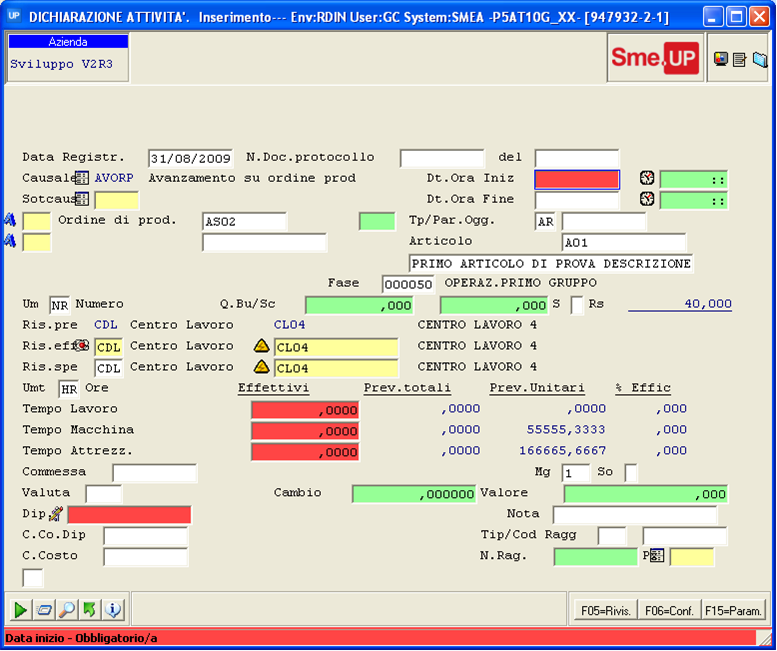 UP DICHIARAZIONE ATTIVITA'. Inserimento--- Env:RDIN User:GC System:SMEA -P5AT10G_XX- [947932-2-1]
Azienda
Sviluppo V2R3
Sme.UP
Data Registr. 31/08/2009 N.Doc.protocollo del
Causale AVORP Avanzamento su ordine prod Dt.Ora Iniz ::
Sotcaus Dt.Ora Fine ::
Ordine di prod. ASO2 Tp/Par.Ogg. AR
Articolo A01
PRIMO ARTICOLO DI PROVA DESCRIZIONE
Fase 000050 OPERAZ.PRIMO GRUPPO
Um NR Numero Q.Bu/Sc ,000 ,000 S Rs 40,000
Ris.pre CDL Centro Lavoro CL04 CENTRO LAVORO 4
Ris.eff CDL Centro Lavoro CL04 CENTRO LAVORO 4
Ris.spe CDL Centro Lavoro CL04 CENTRO LAVORO 4
Umt HR Ore Effettivi Prev.totali Prev.Unitari % Effic
Tempo Lavoro ,0000 ,0000 ,0000 ,000
Tempo Macchina ,0000 ,0000 55555,3333 ,000
Tempo Attrezz. ,0000 ,0000 166665,6667 ,000
Commessa Mg 1 So
Valuta Cambio ,000000 Valore ,000
Dip Nota
C.Co.Dip Tip/Cod Ragg
C.Costo N.Rag. P
F05=Rivis. F06=Conf. F15=Param.
Data inizio - Obbligatorio/a